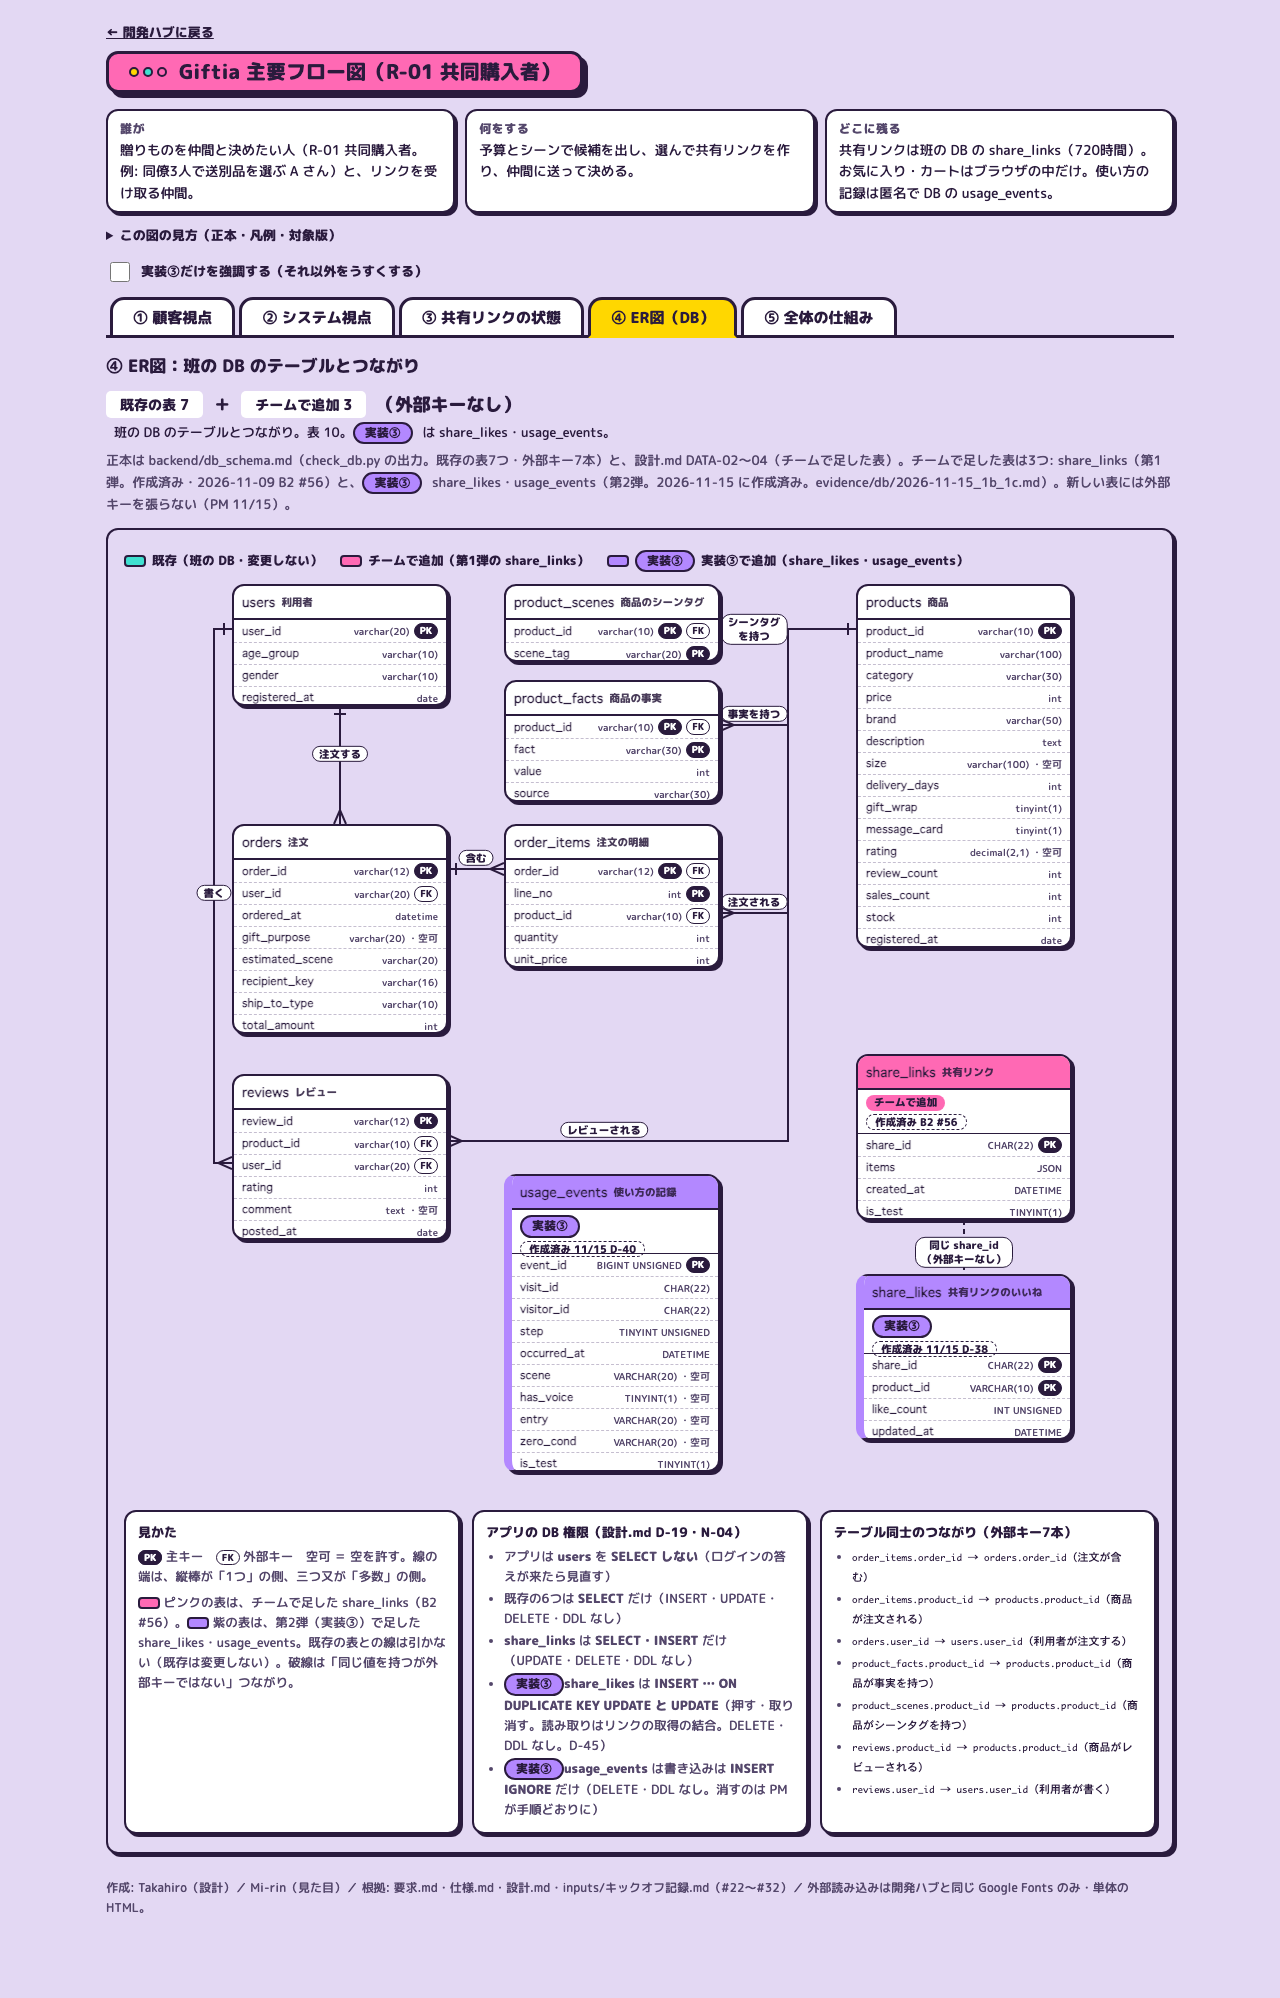 ← 開発ハブに戻る
Giftia 主要フロー図（R-01 共同購入者）
誰が
贈りものを仲間と決めたい人（R-01 共同購入者。
例: 同僚3人で送別品を選ぶ A さん）と、リンクを受
け取る仲間。
何をする
予算とシーンで候補を出し、選んで共有リンクを作
り、仲間に送って決める。
どこに残る
共有リンクは班の DB の share_links（720時間）。
お気に入り・カートはブラウザの中だけ。使い方の
記録は匿名で DB の usage_events。
▶ この図の見方（正本・凡例・対象版）
実装③だけを強調する（それ以外をうすくする）
① 顧客視点
② システム視点
③ 共有リンクの状態
④ ER図（DB）
⑤ 全体の仕組み
④ ER図：班の DB のテーブルとつながり
既存の表 7 ＋ チームで追加 3 （外部キーなし）
班の DB のテーブルとつながり。表 10。 実装③ は share_likes・usage_events。
正本は backend/db_schema.md（check_db.py の出力。既存の表7つ・外部キー7本）と、設計.md DATA-02〜04（チームで足した表）。チームで足した表は3つ: share_links（第1
弾。作成済み・2026-11-09 B2 #56）と、 実装③ share_likes・usage_events（第2弾。2026-11-15 に作成済み。evidence/db/2026-11-15_1b_1c.md）。新しい表には外部
キーを張らない（PM 11/15）。
既存（班の DB・変更しない）
チームで追加（第1弾の share_links）
実装③ 実装③で追加（share_likes・usage_events）
users 利用者
user_id varchar(20) PK
age_group varchar(10)
gender varchar(10)
registered_at date
product_scenes 商品のシーンタグ
product_id varchar(10) PK FK
scene_tag varchar(20) PK
シーンタグ
を持つ
product_facts 商品の事実
product_id varchar(10) PK FK
fact varchar(30) PK
value int
source varchar(30)
事実を持つ
products 商品
product_id varchar(10) PK
product_name varchar(100)
category varchar(30)
price int
brand varchar(50)
description text
size varchar(100) ・空可
delivery_days int
gift_wrap tinyint(1)
message_card tinyint(1)
rating decimal(2,1) ・空可
review_count int
sales_count int
stock int
registered_at date
注文する
orders 注文
order_id varchar(12) PK
user_id varchar(20) FK
ordered_at datetime
gift_purpose varchar(20) ・空可
estimated_scene varchar(20)
recipient_key varchar(16)
ship_to_type varchar(10)
total_amount int
含む
書く
order_items 注文の明細
order_id varchar(12) PK FK
line_no int PK
product_id varchar(10) FK
quantity int
unit_price int
注文される
reviews レビュー
review_id varchar(12) PK
product_id varchar(10) FK
user_id varchar(20) FK
rating int
comment text ・空可
posted_at date
レビューされる
share_links 共有リンク
チームで追加
作成済み B2 #56
share_id CHAR(22) PK
items JSON
created_at DATETIME
is_test TINYINT(1)
同じ share_id
（外部キーなし）
usage_events 使い方の記録
実装③
作成済み 11/15 D-40
event_id BIGINT UNSIGNED PK
visit_id CHAR(22)
visitor_id CHAR(22)
step TINYINT UNSIGNED
occurred_at DATETIME
scene VARCHAR(20) ・空可
has_voice TINYINT(1) ・空可
entry VARCHAR(20) ・空可
zero_cond VARCHAR(20) ・空可
is_test TINYINT(1)
share_likes 共有リンクのいいね
実装③
作成済み 11/15 D-38
share_id CHAR(22) PK
product_id VARCHAR(10) PK
like_count INT UNSIGNED
updated_at DATETIME
見かた
PK 主キー FK 外部キー 空可 ＝ 空を許す。線の
端は、縦棒が「1つ」の側、三つ又が「多数」の側。
ピンクの表は、チームで足した share_links（B2
#56）。 紫の表は、第2弾（実装③）で足した
share_likes・usage_events。既存の表との線は引かな
い（既存は変更しない）。破線は「同じ値を持つが外
部キーではない」つながり。
アプリの DB 権限（設計.md D-19・N-04）
• アプリは users を SELECT しない（ログインの答
えが来たら見直す）
• 既存の6つは SELECT だけ（INSERT・UPDATE・
DELETE・DDL なし）
• share_links は SELECT・INSERT だけ
（UPDATE・DELETE・DDL なし）
• 実装③ share_likes は INSERT … ON
DUPLICATE KEY UPDATE と UPDATE（押す・取り
消す。読み取りはリンクの取得の結合。DELETE・
DDL なし。D-45）
• 実装③ usage_events は書き込みは INSERT
IGNORE だけ（DELETE・DDL なし。消すのは PM
が手順どおりに）
テーブル同士のつながり（外部キー7本）
• order_items.order_id → orders.order_id（注文が含
む）
• order_items.product_id → products.product_id（商品
が注文される）
• orders.user_id → users.user_id（利用者が注文する）
• product_facts.product_id → products.product_id（商
品が事実を持つ）
• product_scenes.product_id → products.product_id（商
品がシーンタグを持つ）
• reviews.product_id → products.product_id（商品がレ
ビューされる）
• reviews.user_id → users.user_id（利用者が書く）
作成: Takahiro（設計）／ Mi-rin（見た目）／ 根拠: 要求.md・仕様.md・設計.md・inputs/キックオフ記録.md（#22〜#32）／ 外部読み込みは開発ハブと同じ Google Fonts のみ・単体の
HTML。